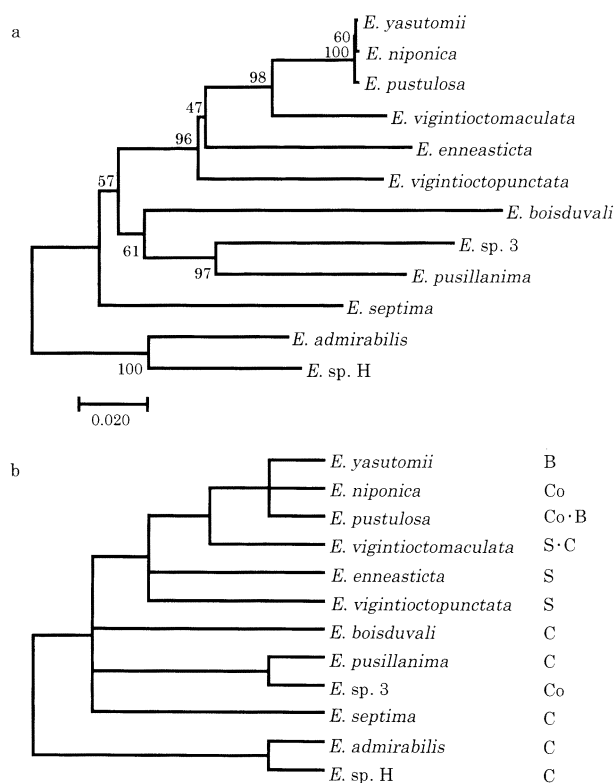 a
E. yasutomii
60
E. niponica
100
E. pustulosa
98
E. vigintioctomaculata
47
E. enneasticta
96
E. vigintioctopunctata
57
E. boisduvali
61
E. sp. 3
97
E. pusillanima
E. septima
E. admirabilis
100
E. sp. H
0.020
b
E. yasutomii B
E. niponica Co
E. pustulosa Co·B
E. vigintioctomaculata S·C
E. enneasticta S
E. vigintioctopunctata S
E. boisduvali C
E. pusillanima C
E. sp. 3 Co
E. septima C
E. admirabilis C
E. sp. H C